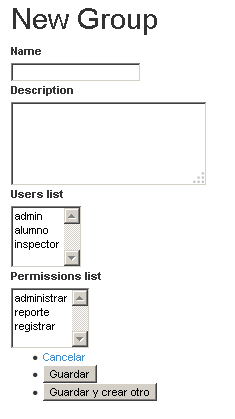 New Group
Name
Description
Users list
admin
alumno
inspector
Permissions list
administrar
reporte
registrar
Cancelar
Guardar
Guardar y crear otro